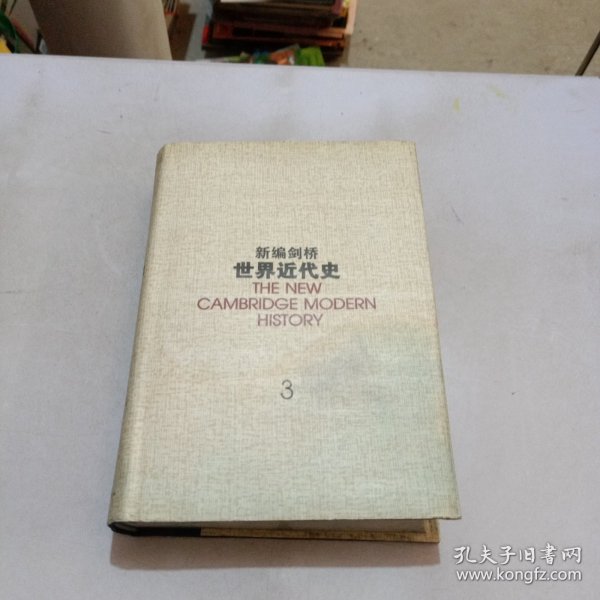 新编剑桥
世界近代史
THE NEW
CAMBRIDGE MODERN
HISTORY
3
孔夫子旧书网
www.kongfz.com